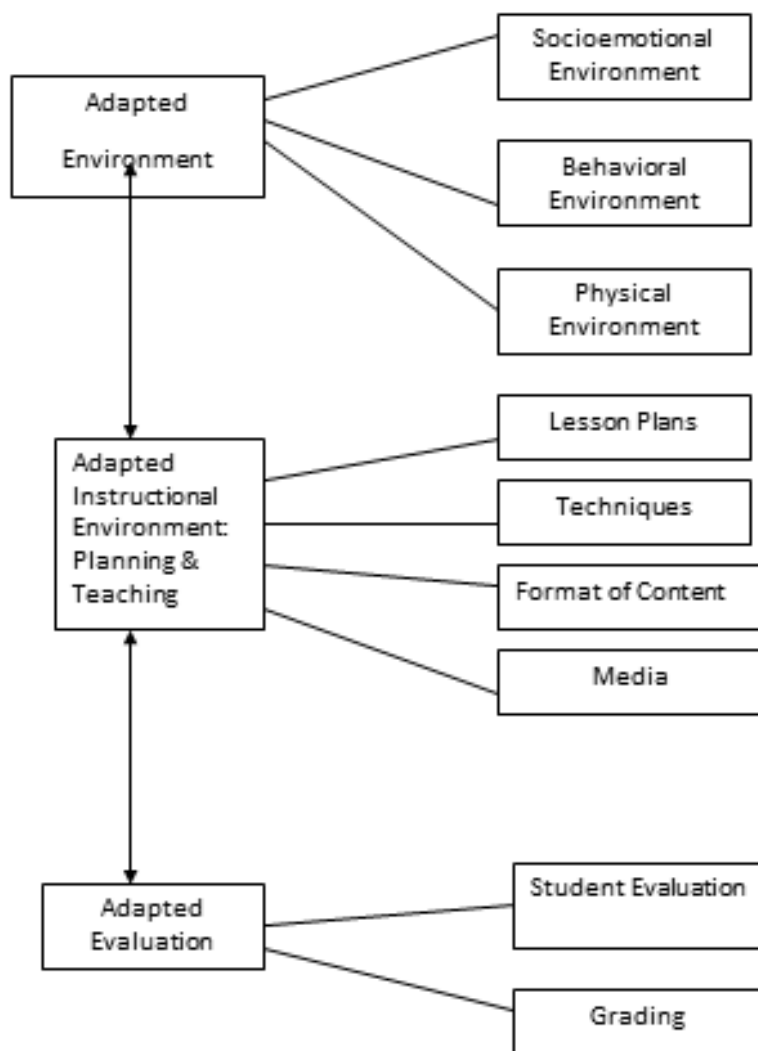 Adapted
Environment
Socioemotional
Environment
Behavioral
Environment
Physical
Environment
Adapted
Instructional
Environment:
Planning &
Teaching
Lesson Plans
Techniques
Format of Content
Media
Adapted
Evaluation
Student Evaluation
Grading